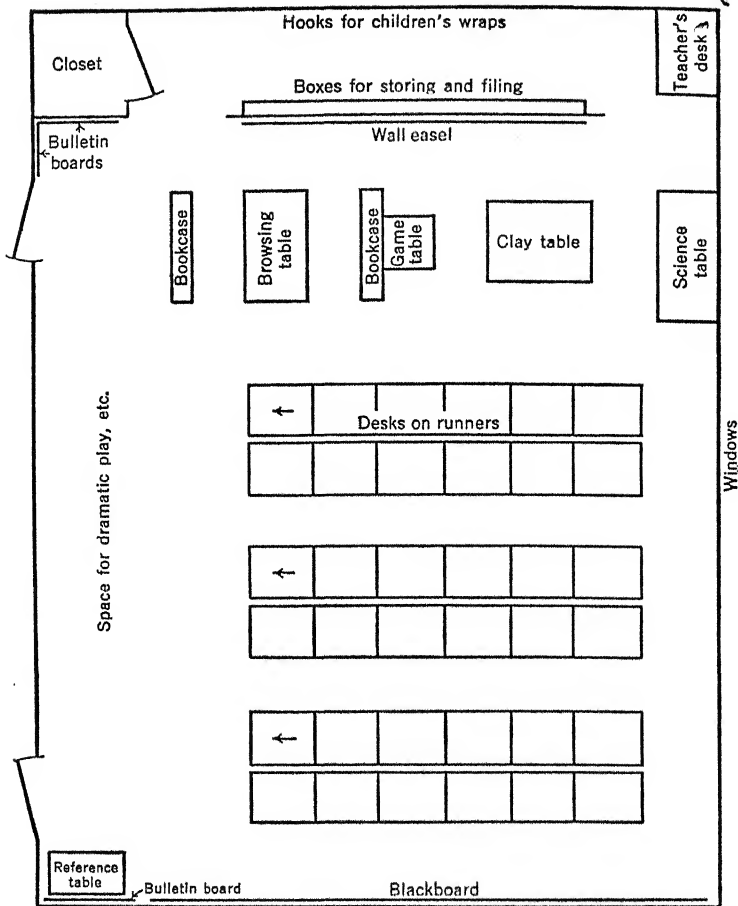 Hooks for children's wraps
Closet
Teacher's
desk
Boxes for storing and filing
Wall easel
Bulletin
boards
Bookcase
Browsing
table
Bookcase
Game
table
Clay table
Science
table
Desks on runners
Space for dramatic play, etc.
Windows
Reference
table
Bulletin board
Blackboard